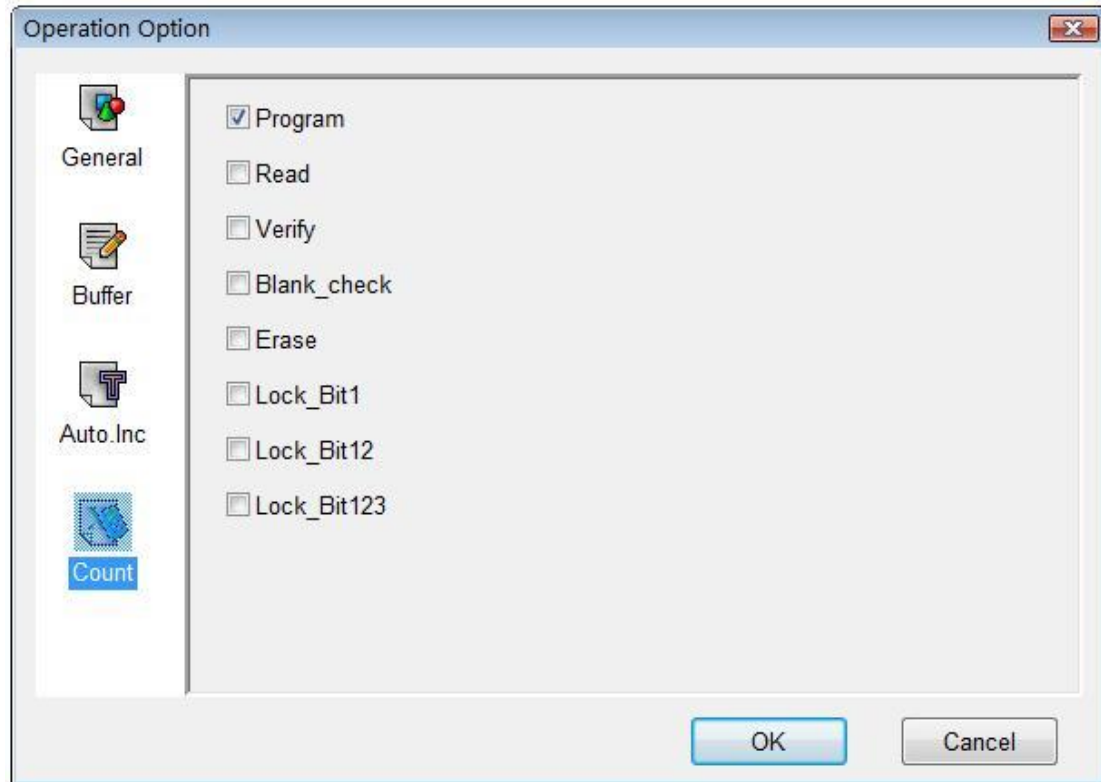 Operation Option
General
Buffer
Auto.Inc
Count
Program
Read
Verify
Blank_check
Erase
Lock_Bit1
Lock_Bit12
Lock_Bit123
OK
Cancel